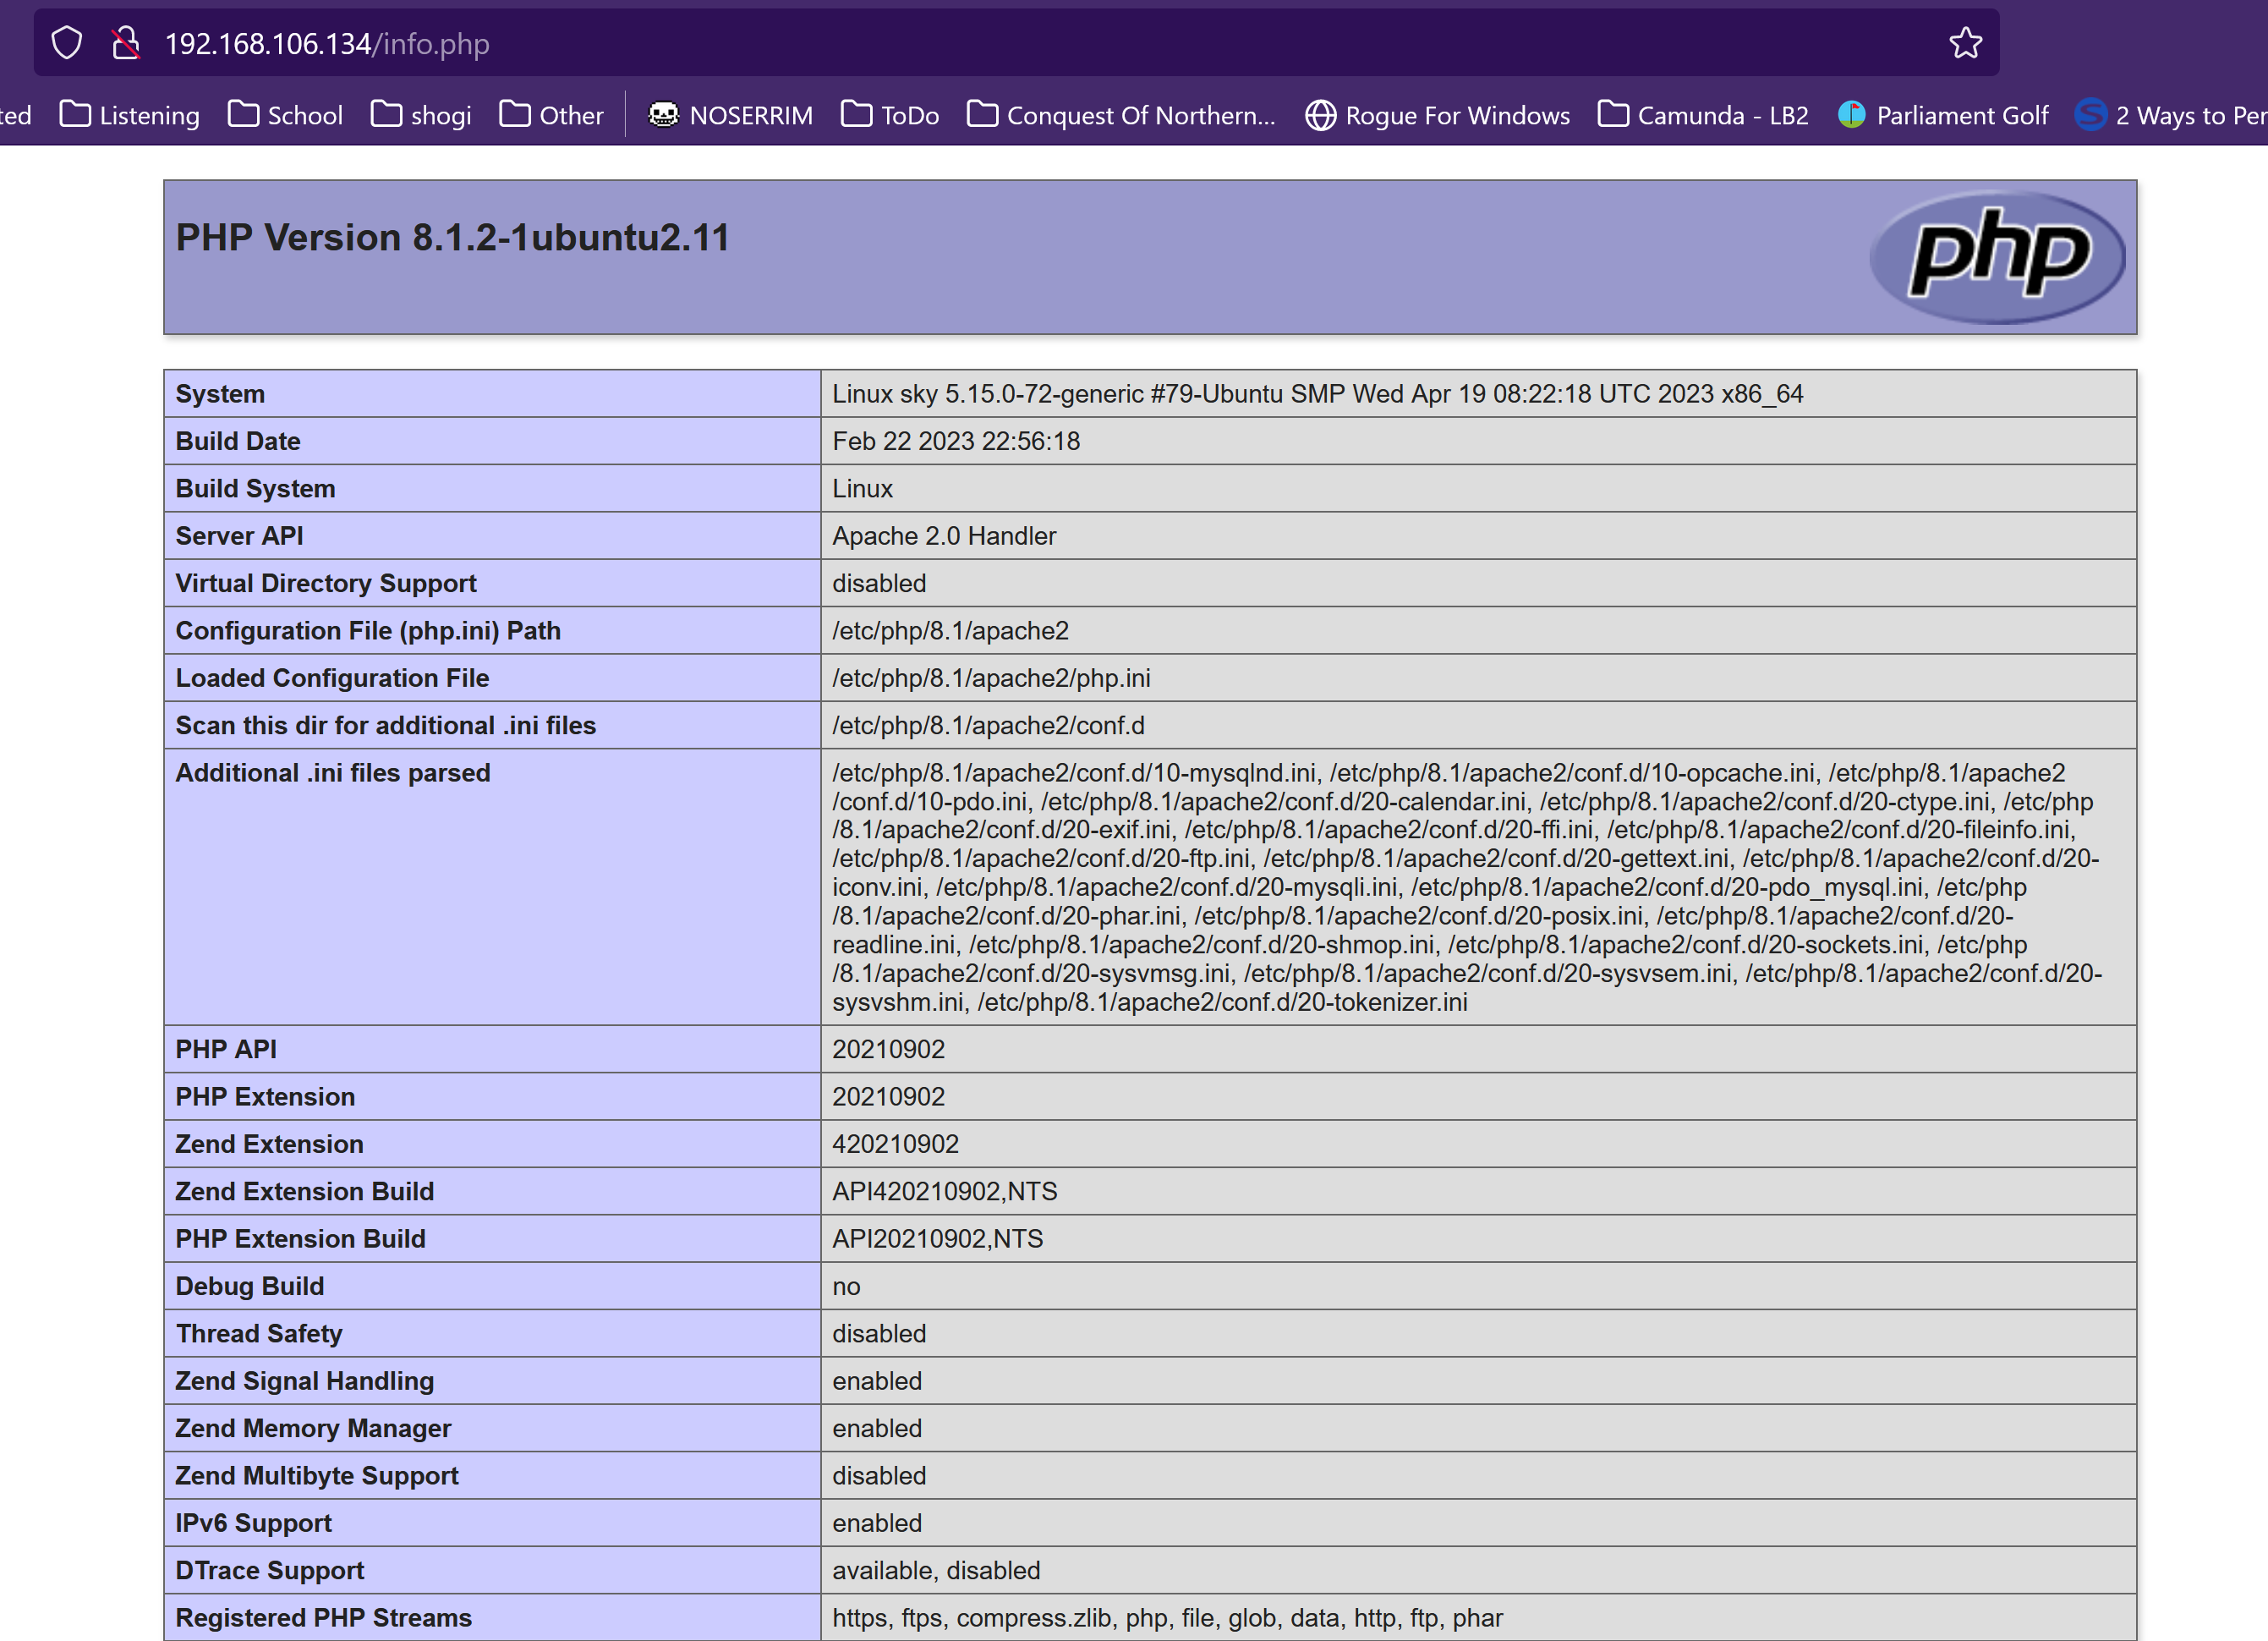 192.168.106.134/info.php
ted Listening School shogi Other NOSERRIM ToDo Conquest Of Northern... Rogue For Windows Camunda - LB2 Parliament Golf 2 Ways to Per
PHP Version 8.1.2-1ubuntu2.11
php
System Linux sky 5.15.0-72-generic #79-Ubuntu SMP Wed Apr 19 08:22:18 UTC 2023 x86_64
Build Date Feb 22 2023 22:56:18
Build System Linux
Server API Apache 2.0 Handler
Virtual Directory Support disabled
Configuration File (php.ini) Path /etc/php/8.1/apache2
Loaded Configuration File /etc/php/8.1/apache2/php.ini
Scan this dir for additional .ini files /etc/php/8.1/apache2/conf.d
Additional .ini files parsed /etc/php/8.1/apache2/conf.d/10-mysqlnd.ini, /etc/php/8.1/apache2/conf.d/10-opcache.ini, /etc/php/8.1/apache2
/conf.d/10-pdo.ini, /etc/php/8.1/apache2/conf.d/20-calendar.ini, /etc/php/8.1/apache2/conf.d/20-ctype.ini, /etc/php
/8.1/apache2/conf.d/20-exif.ini, /etc/php/8.1/apache2/conf.d/20-ffi.ini, /etc/php/8.1/apache2/conf.d/20-fileinfo.ini,
/etc/php/8.1/apache2/conf.d/20-ftp.ini, /etc/php/8.1/apache2/conf.d/20-gettext.ini, /etc/php/8.1/apache2/conf.d/20-
iconv.ini, /etc/php/8.1/apache2/conf.d/20-mysqli.ini, /etc/php/8.1/apache2/conf.d/20-pdo_mysql.ini, /etc/php
/8.1/apache2/conf.d/20-phar.ini, /etc/php/8.1/apache2/conf.d/20-posix.ini, /etc/php/8.1/apache2/conf.d/20-
readline.ini, /etc/php/8.1/apache2/conf.d/20-shmop.ini, /etc/php/8.1/apache2/conf.d/20-sockets.ini, /etc/php
/8.1/apache2/conf.d/20-sysvmsg.ini, /etc/php/8.1/apache2/conf.d/20-sysvsem.ini, /etc/php/8.1/apache2/conf.d/20-
sysvshm.ini, /etc/php/8.1/apache2/conf.d/20-tokenizer.ini
PHP API 20210902
PHP Extension 20210902
Zend Extension 420210902
Zend Extension Build API420210902,NTS
PHP Extension Build API20210902,NTS
Debug Build no
Thread Safety disabled
Zend Signal Handling enabled
Zend Memory Manager enabled
Zend Multibyte Support disabled
IPv6 Support enabled
DTrace Support available, disabled
Registered PHP Streams https, ftps, compress.zlib, php, file, glob, data, http, ftp, phar